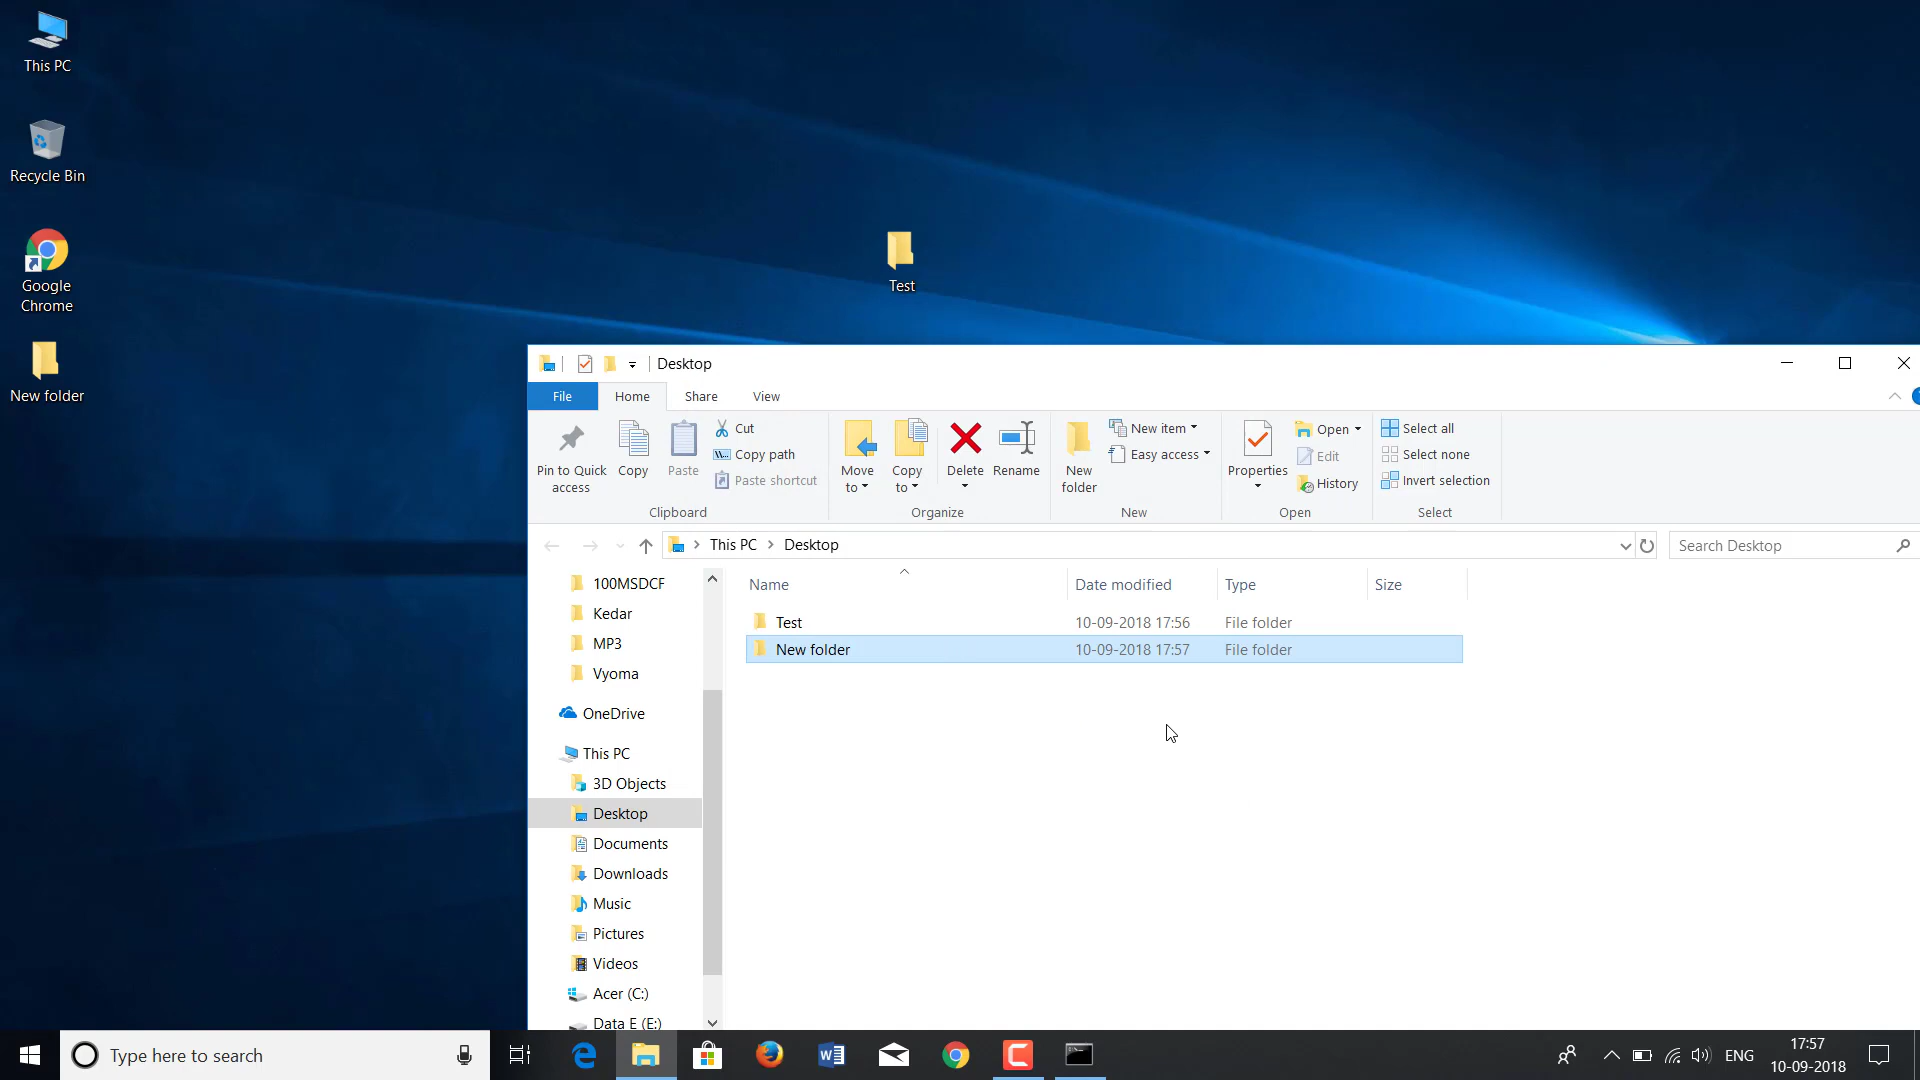 This PC
Recycle Bin
Google
Chrome
New folder
Test
Desktop
File
Home
Share
View
Pin to Quick
access
Copy
Paste
Cut
Copy path
Paste shortcut
Clipboard
Move
to
Copy
to
Delete
Rename
Organize
New
folder
New item
Easy access
New
Properties
Open
Edit
History
Open
Select all
Select none
Invert selection
Select
This PC
Desktop
Search Desktop
100MSDCF
Kedar
MP3
Vyoma
OneDrive
This PC
3D Objects
Desktop
Documents
Downloads
Music
Pictures
Videos
Acer (C:)
Data E (E:)
Name
Date modified
Type
Size
Test
10-09-2018 17:56
File folder
New folder
10-09-2018 17:57
File folder
Type here to search
ENG
17:57
10-09-2018